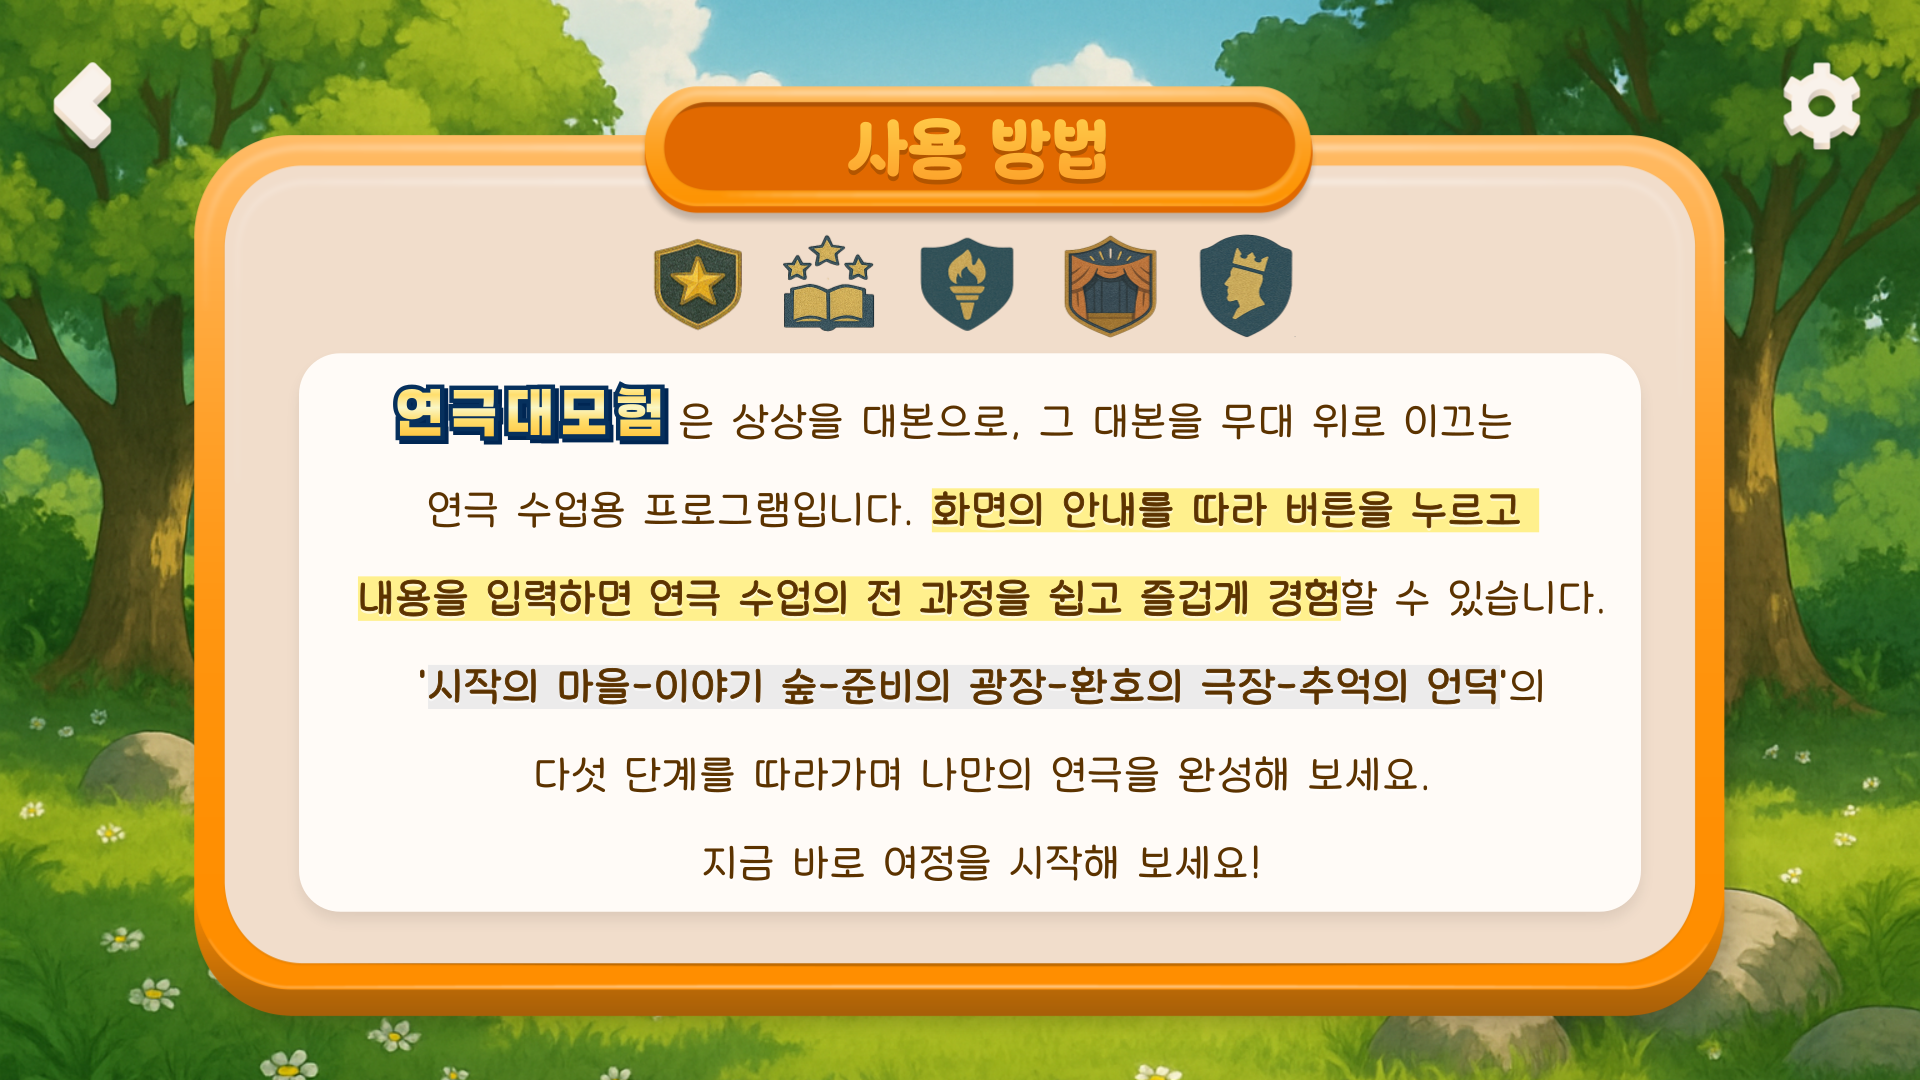 사용 방법
연극대모험은 상상을 대본으로, 그 대본을 무대 위로 이끄는
연극 수업용 프로그램입니다. 화면의 안내를 따라 버튼을 누르고
내용을 입력하면 연극 수업의 전 과정을 쉽고 즐겁게 경험할 수 있습니다.
'시작의 마을-이야기 숲-준비의 광장-환호의 극장-추억의 언덕'의
다섯 단계를 따라가며 나만의 연극을 완성해 보세요.
지금 바로 여정을 시작해 보세요!